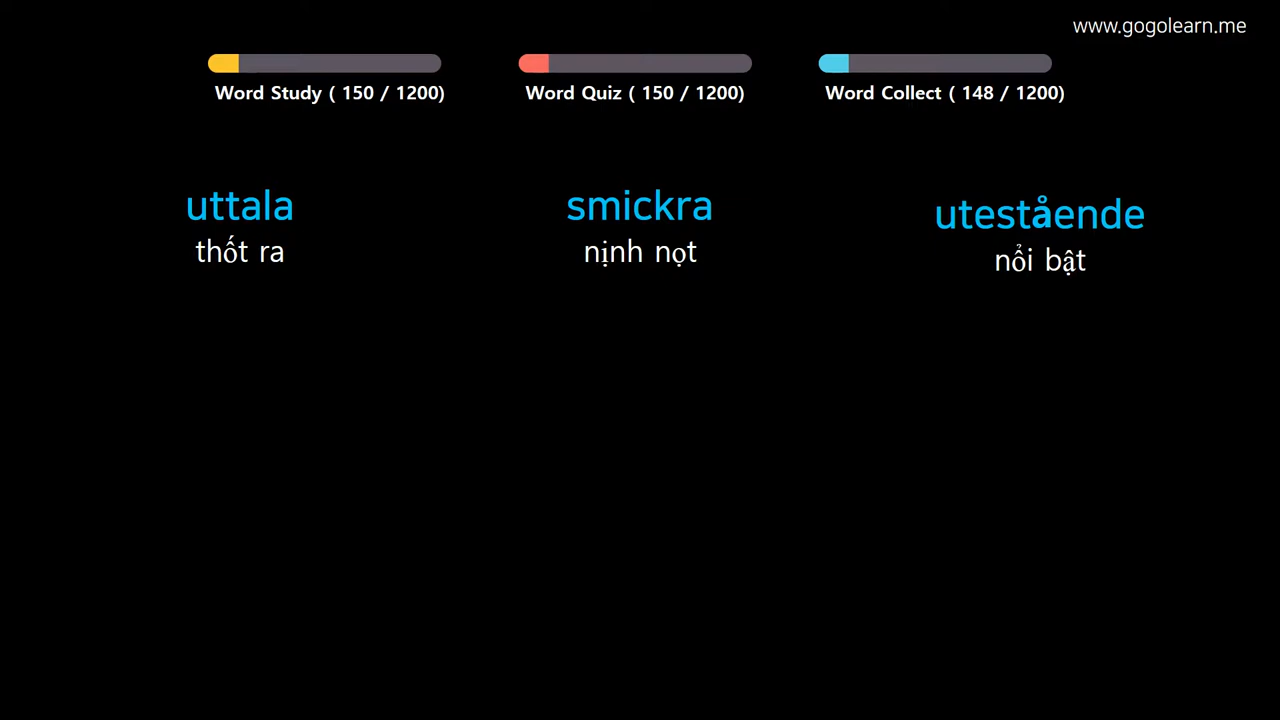 www.gogolearn.me
Word Study ( 150 / 1200)
Word Quiz ( 150 / 1200)
Word Collect ( 148 / 1200)
uttala
thốt ra
smickra
nịnh nọt
utestående
nổi bật